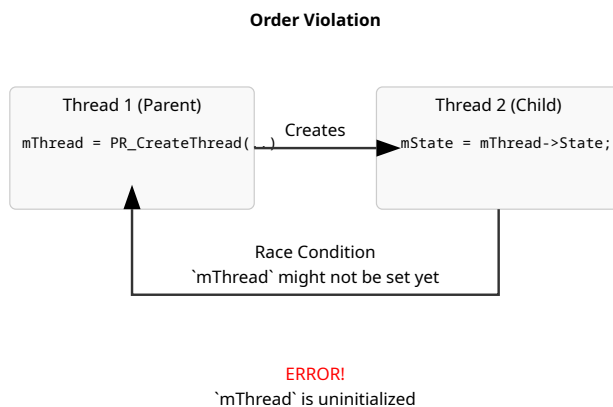 Order Violation
Thread 1 (Parent)
mThread = PR_CreateThread(..)
Creates
Thread 2 (Child)
mState = mThread->State;
Race Condition
`mThread` might not be set yet
ERROR!
`mThread` is uninitialized